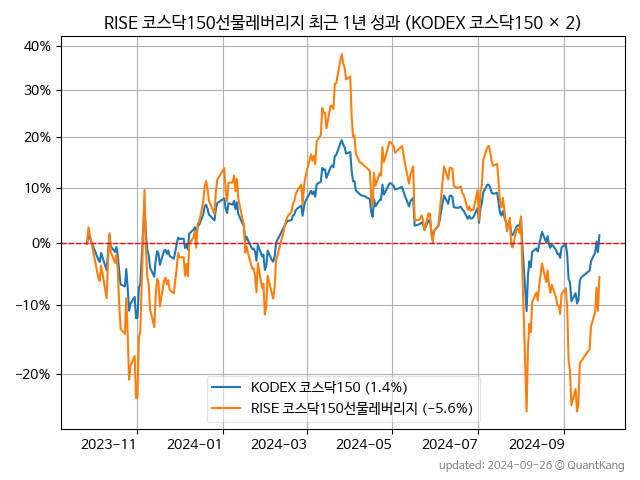 RISE 코스닥150선물레버리지 최근 1년 성과 (KODEX 코스닥150 × 2)
40%
30%
20%
10%
0%
−10%
−20%
KODEX 코스닥150 (1.4%)
RISE 코스닥150선물레버리지 (−5.6%)
2023-11 2024-01 2024-03 2024-05 2024-07 2024-09
updated: 2024-09-26 © QuantKang